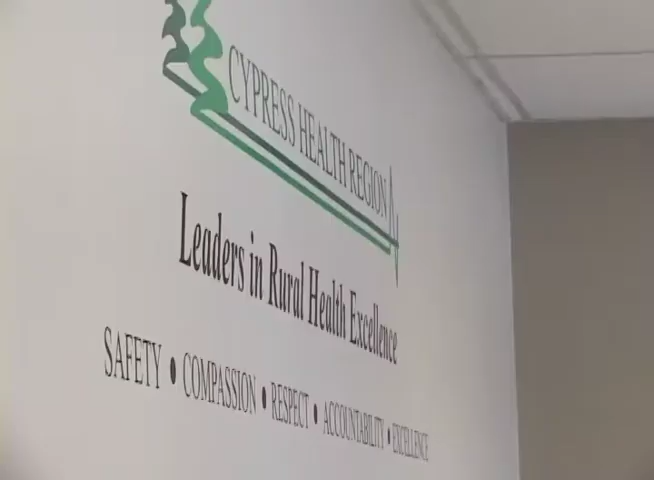 CYPRESS HEALTH REGION
Leaders in Rural Health Excellence
SAFETY • COMPASSION • RESPECT • ACCOUNTABILITY • EXCELLENCE